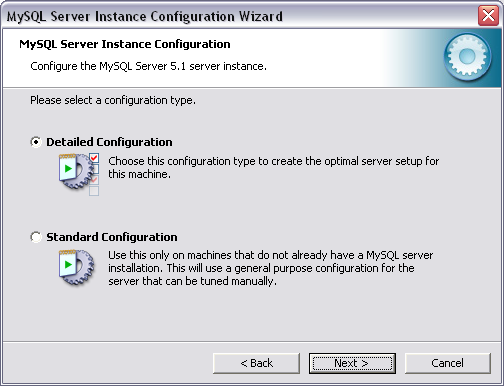 MySQL Server Instance Configuration Wizard
MySQL Server Instance Configuration
Configure the MySQL Server 5.1 server instance.
Please select a configuration type.
Detailed Configuration
Choose this configuration type to create the optimal server setup for
this machine.
Standard Configuration
Use this only on machines that do not already have a MySQL server
installation. This will use a general purpose configuration for the
server that can be tuned manually.
< Back
Next >
Cancel